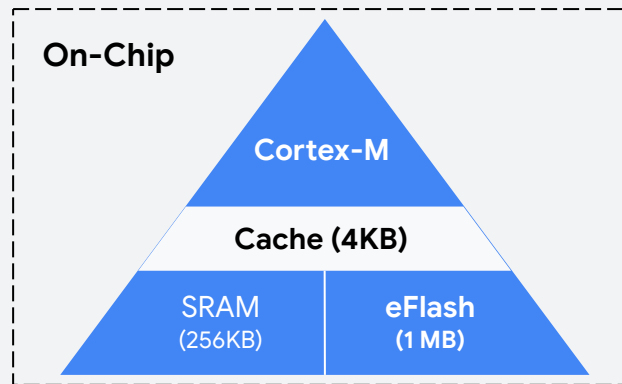 On-Chip
Cortex-M
Cache (4KB)
SRAM
(256KB)
eFlash
(1 MB)